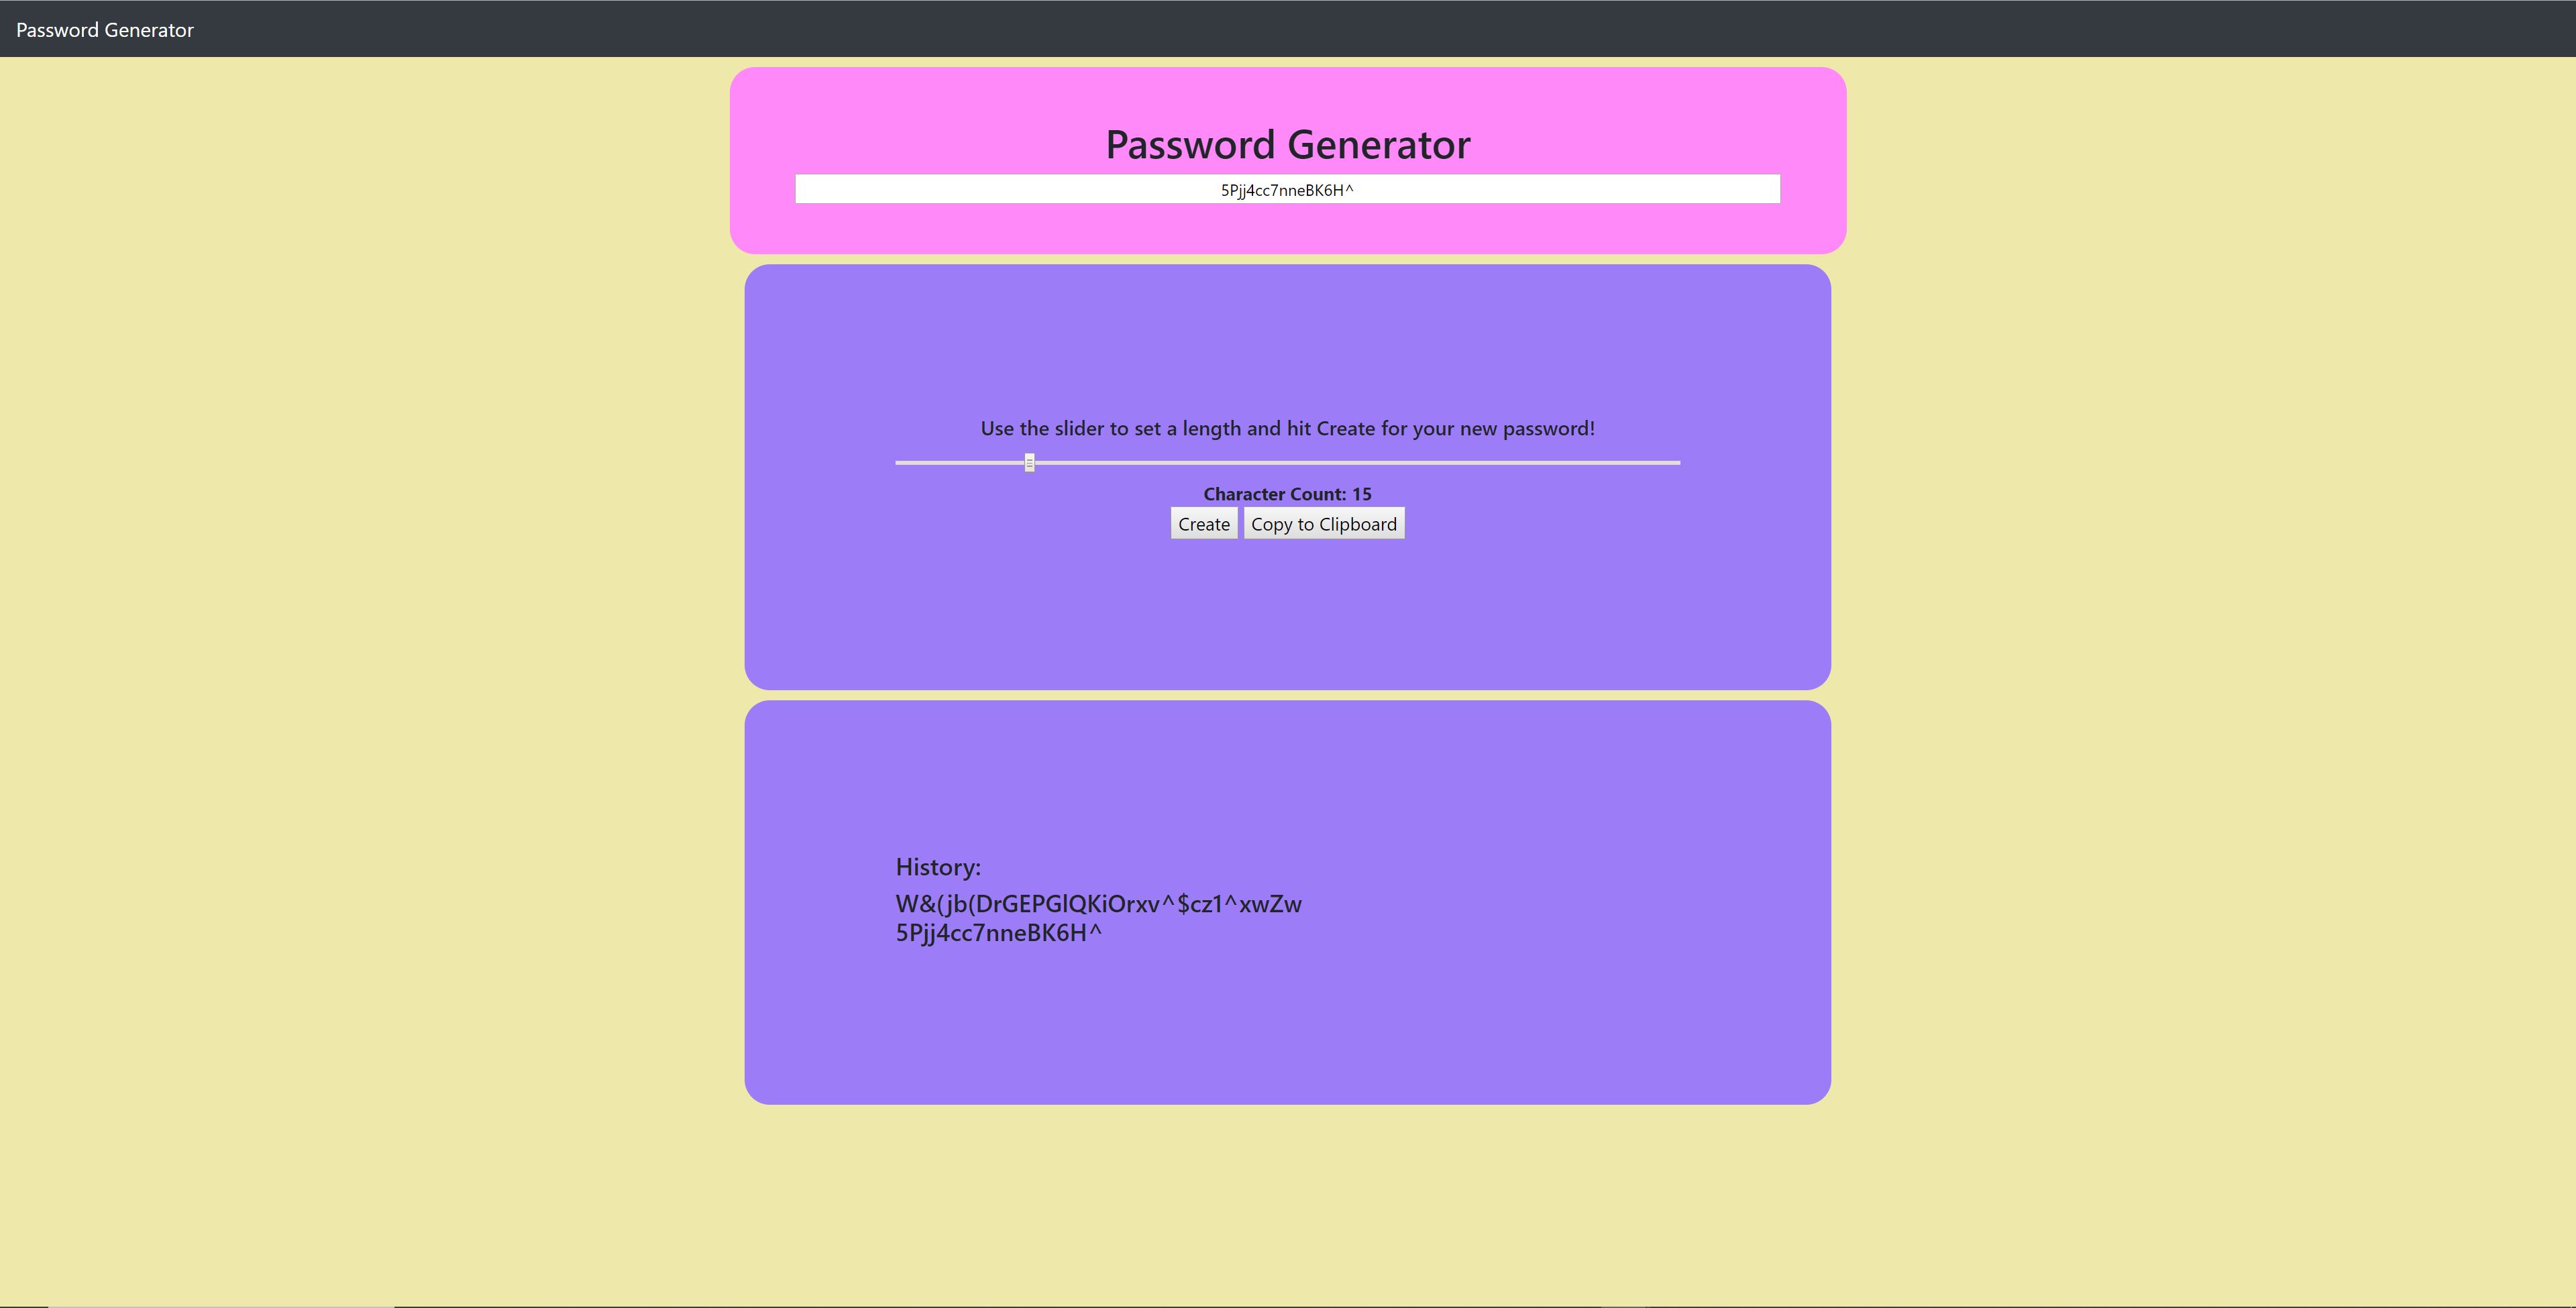 Password Generator
Password Generator
5Pjj4cc7nneBK6H^
Use the slider to set a length and hit Create for your new password!
Character Count: 15
Create Copy to Clipboard
History:
W&(jb(DrGEPGlQKiOrxv^$cz1^xwZw
5Pjj4cc7nneBK6H^